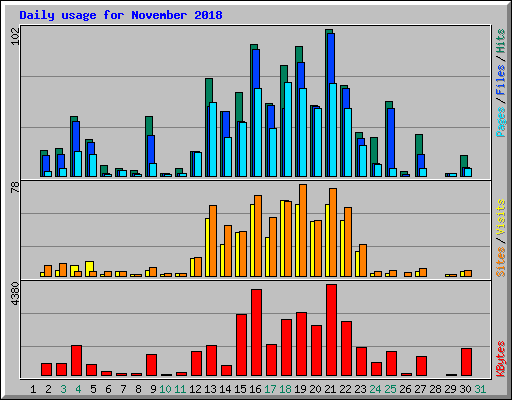 Daily usage for November 2018
102
Pages / Files / Hits
78
Sites / Visits
4380
KBytes
1 2 3 4 5 6 7 8 9 10 11 12 13 14 15 16 17 18 19 20 21 22 23 24 25 26 27 28 29 30 31